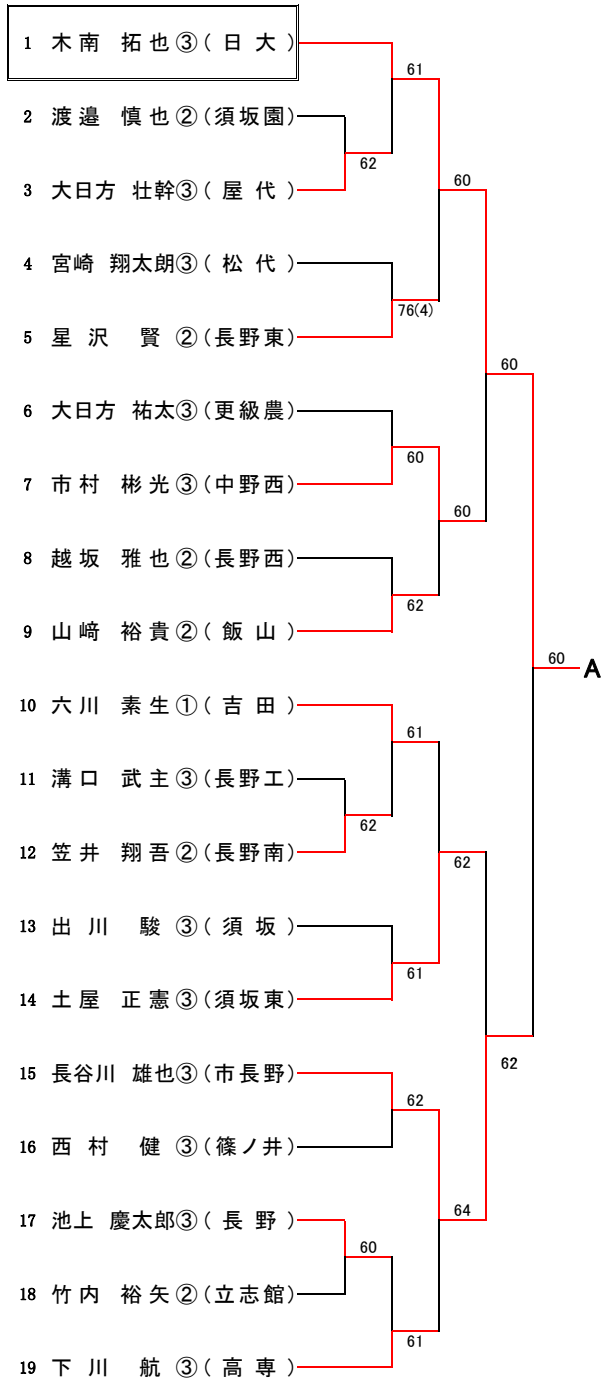 1 木南 拓也③(日大)
61
2 渡邉 慎也②(須坂園)
62
3 大日方 壮幹③(屋代)
60
4 宮崎 翔太朗③(松代)
76(4)
5 星沢 賢②(長野東)
60
6 大日方 祐太③(更級農)
60
7 市村 彬光③(中野西)
60
8 越坂 雅也②(長野西)
62
9 山﨑 裕貴②(飯山)
60 A
10 六川 素生①(吉田)
61
11 溝口 武主③(長野工)
62
12 笠井 翔吾②(長野南)
62
13 出川 駿③(須坂)
61
14 土屋 正憲③(須坂東)
62
15 長谷川 雄也③(市長野)
62
16 西村 健③(篠ノ井)
64
17 池上 慶太郎③(長野)
60
18 竹内 裕矢②(立志館)
61
19 下川 航③(高専)